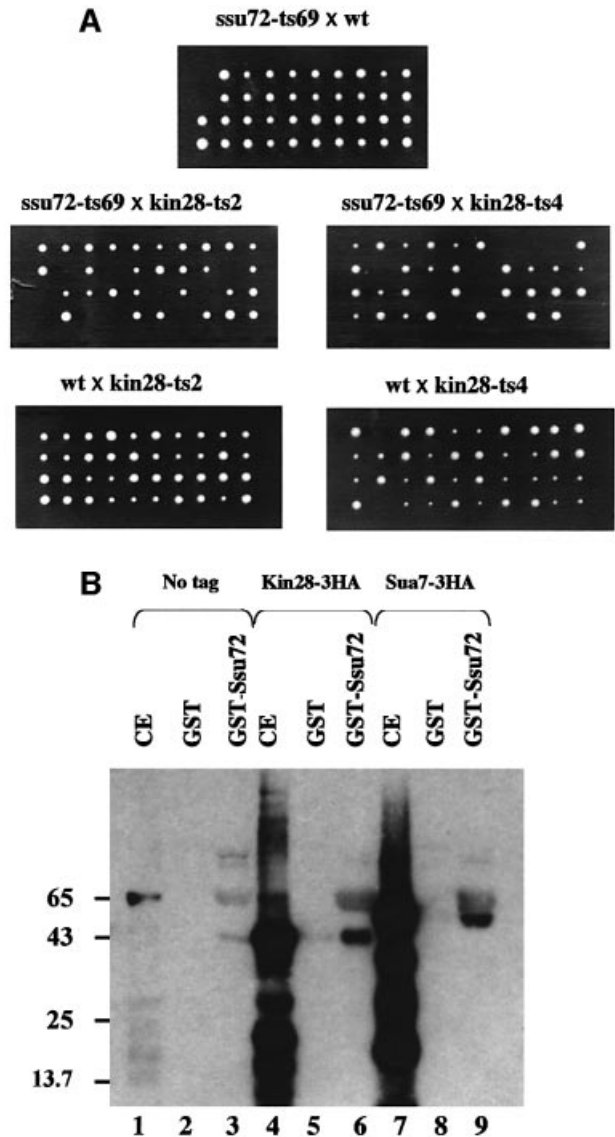 A
ssu72-ts69 x wt
ssu72-ts69 x kin28-ts2
ssu72-ts69 x kin28-ts4
wt x kin28-ts2
wt x kin28-ts4
B
No tag
Kin28-3HA
Sua7-3HA
CE
GST
GST-Ssu72
CE
GST
GST-Ssu72
CE
GST
GST-Ssu72
65
43
25
13.7
1 2 3 4 5 6 7 8 9